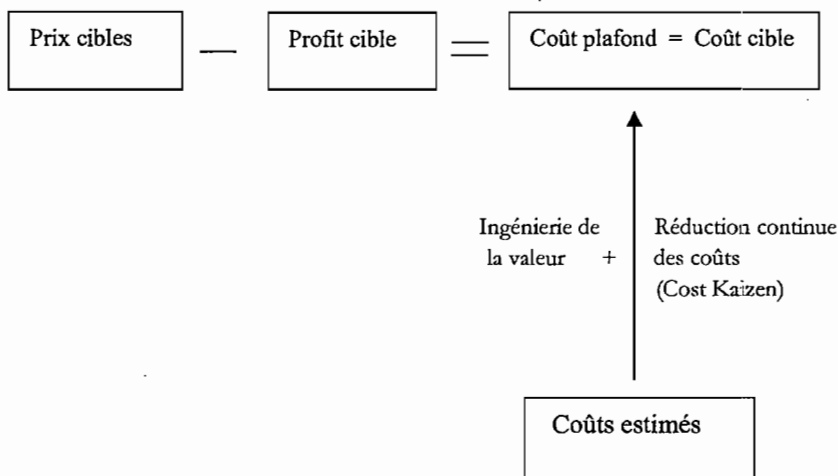 Prix cibles — Profit cible = Coût plafond = Coût cible
Ingénierie de
la valeur +
Réduction continue
des coûts
(Cost Kaizen)
Coûts estimés